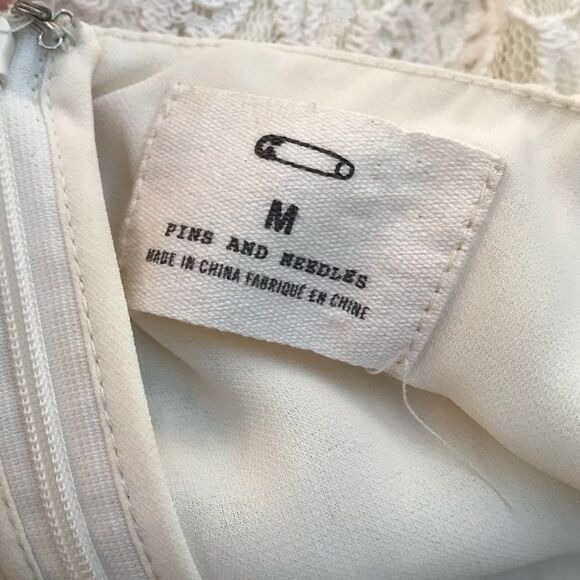 M
PINS AND NEEDLES
MADE IN CHINA FABRIQUÉ EN CHINE